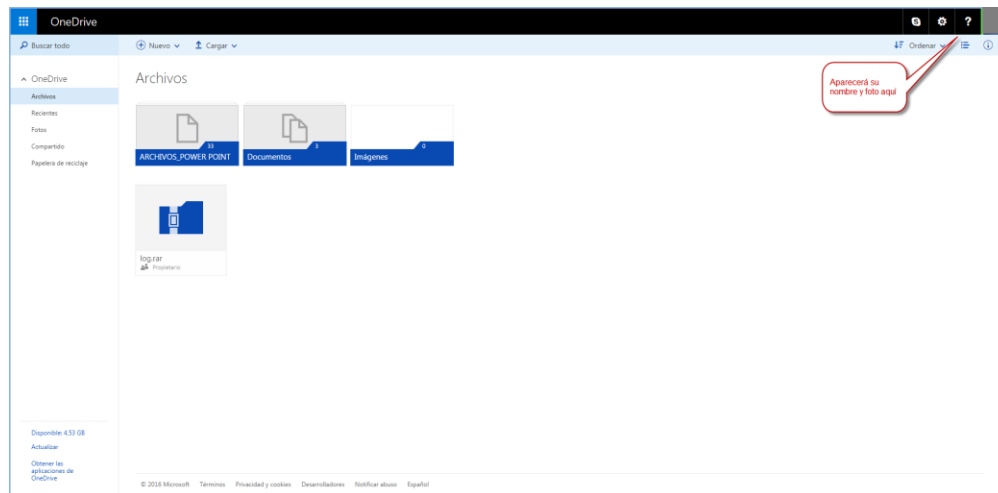 OneDrive
?
Buscar todo
Nuevo
Cargar
Ordenar
OneDrive
Archivos
Recientes
Fotos
Compartido
Papelera de reciclaje
Archivos
Aparecerá su
nombre y foto aquí
33
ARCHIVOS_POWER POINT
3
Documentos
0
Imágenes
log.rar
Propietario
Disponible: 4,53 GB
Actualizar
Obtener las
aplicaciones de
OneDrive
© 2016 Microsoft Términos Privacidad y cookies Desarrolladores Notificar abuso Español